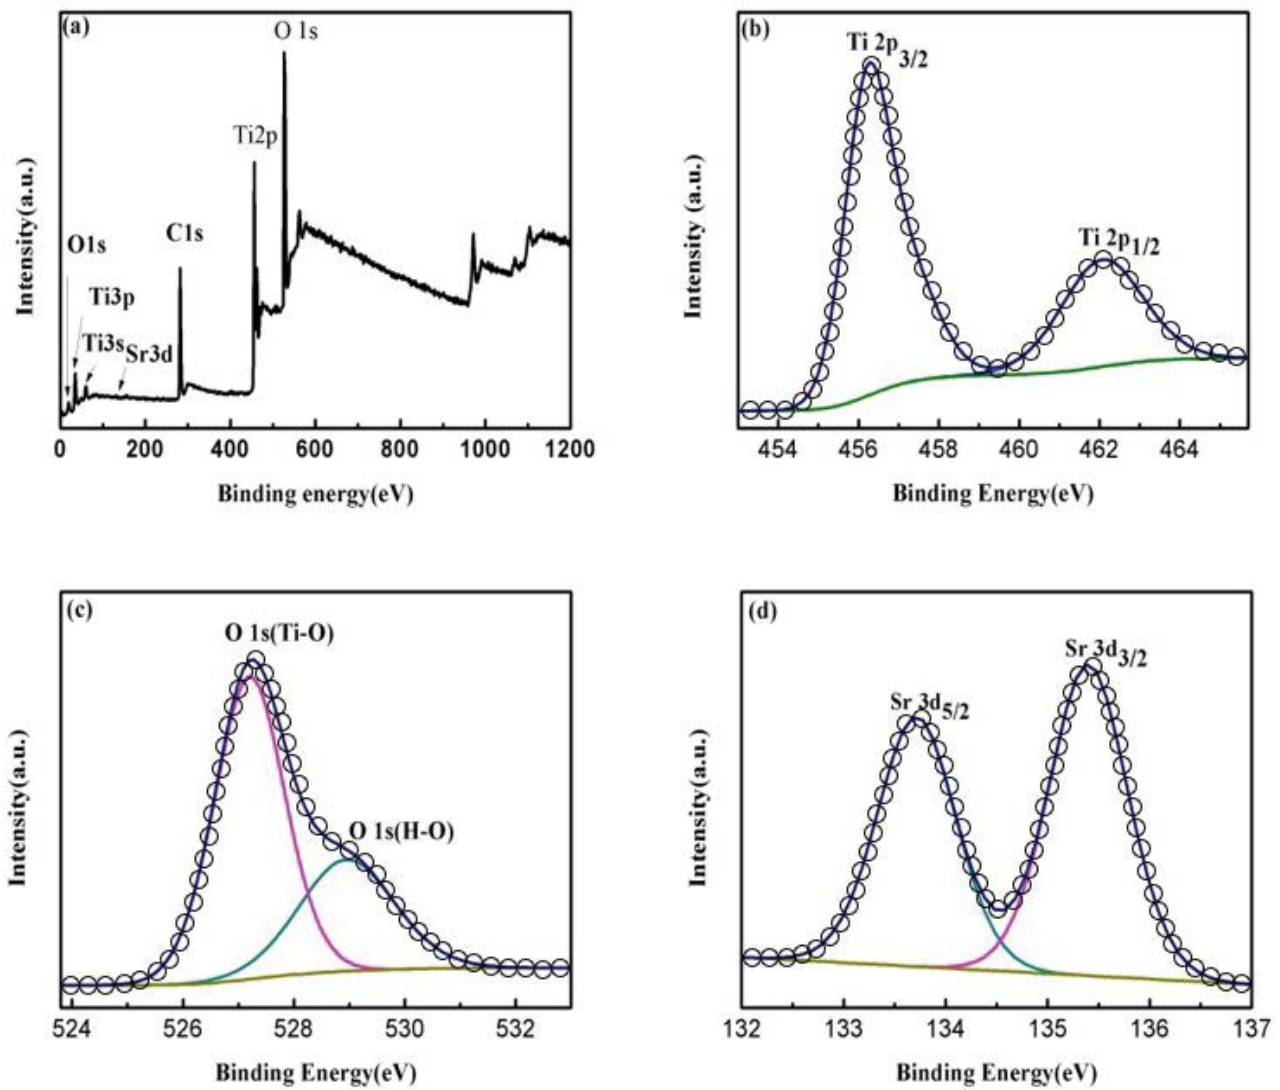 (a)
O 1s
Ti2p
C1s
O1s
Ti3p
Ti3s
Sr3d
Intensity(a.u.)
0 200 400 600 800 1000 1200
Binding energy(eV)
(b)
Ti 2p3/2
Ti 2p1/2
Intensity (a.u.)
454 456 458 460 462 464
Binding Energy(eV)
(c)
O 1s(Ti-O)
O 1s(H-O)
Intensity(a.u.)
524 526 528 530 532
Binding Energy(eV)
(d)
Sr 3d3/2
Sr 3d5/2
Intensity(a.u.)
132 133 134 135 136 137
Binding Energy(eV)